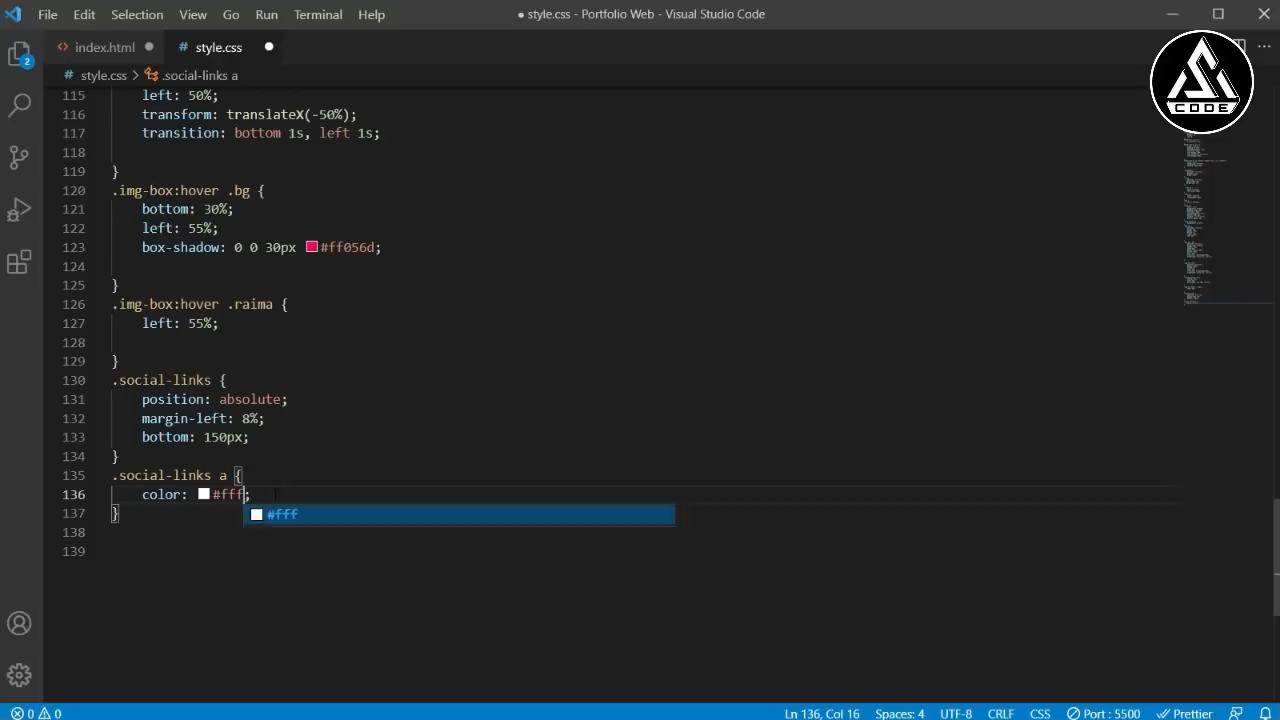 File Edit Selection View Go Run Terminal Help
● style.css - Portfolio Web - Visual Studio Code
index.html
# style.css
# style.css > .social-links a
CODE
2
115 left: 50%;
116 transform: translateX(-50%);
117 transition: bottom 1s, left 1s;
118
119 }
120 .img-box:hover .bg {
121 bottom: 30%;
122 left: 55%;
123 box-shadow: 0 0 30px #ff056d;
124
125 }
126 .img-box:hover .raima {
127 left: 55%;
128
129 }
130 .social-links {
131 position: absolute;
132 margin-left: 8%;
133 bottom: 150px;
134 }
135 .social-links a {
136 color: #fff;
137 }
#fff
138
139
0 0
Ln 136, Col 16 Spaces: 4 UTF-8 CRLF CSS Port : 5500 Prettier